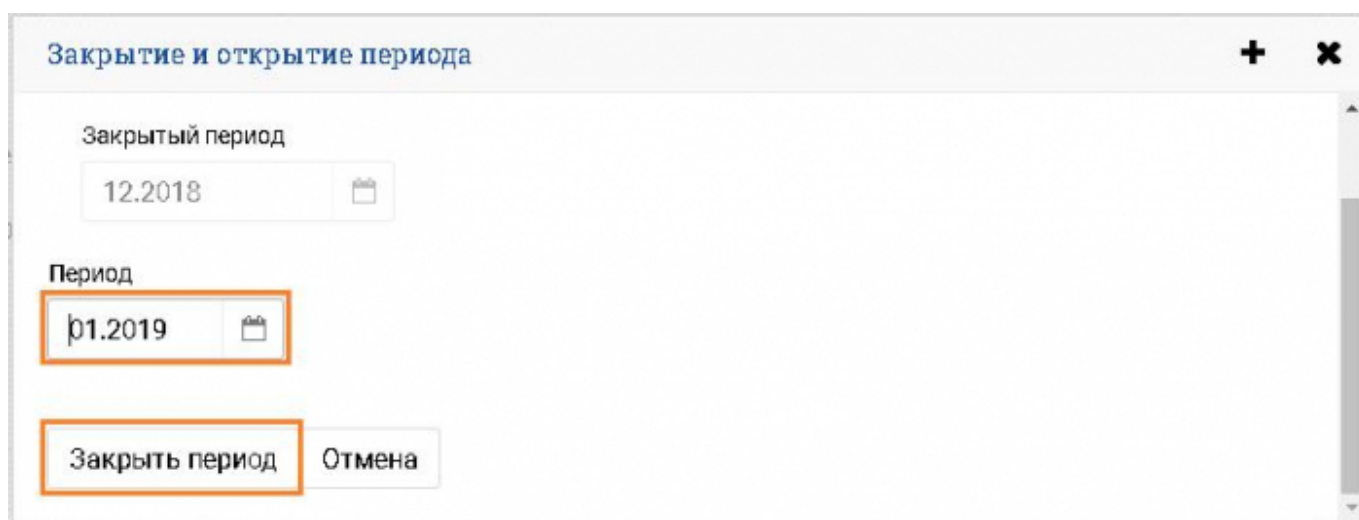 Закрытие и открытие периода
Закрытый период
12.2018
Период
01.2019
Закрыть период Отмена